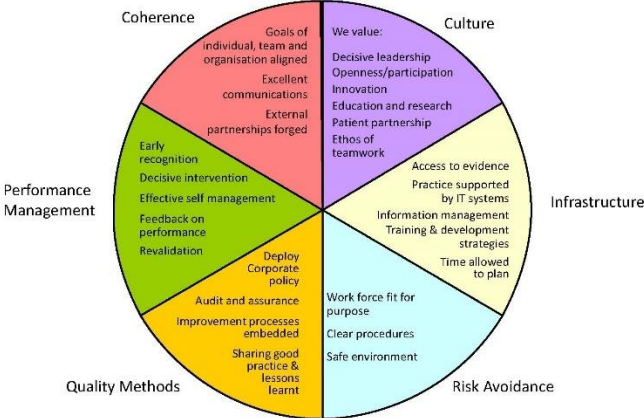 Coherence
Goals of
individual, team and
organisation aligned
Excellent
communications
External
partnerships forged
Culture
We value:
Decisive leadership
Openness/participation
Innovation
Education and research
Patient partnership
Ethos of
teamwork
Infrastructure
Access to evidence
Practice supported
by IT systems
Information management
Training & development
strategies
Time allowed
to plan
Risk Avoidance
Work force fit for
purpose
Clear procedures
Safe environment
Quality Methods
Deploy
Corporate
policy
Audit and assurance
Improvement processes
embedded
Sharing good
practice &
lessons
learnt
Performance
Management
Early
recognition
Decisive intervention
Effective self management
Feedback on
performance
Revalidation